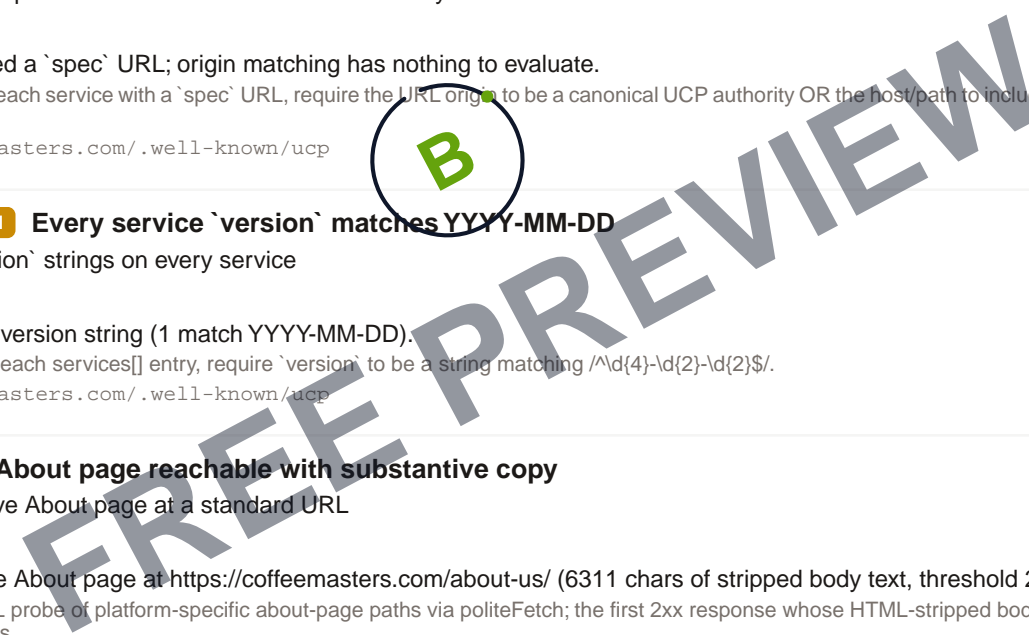 ed a `spec` URL; origin matching has nothing to evaluate.
each service with a `spec` URL, require the URL origin to be a canonical UCP authority OR the host/path to inclu
asters.com/.well-known/ucp
B
Every service `version` matches YYYY-MM-DD
ion` strings on every service
version string (1 match YYYY-MM-DD).
each services[] entry, require `version` to be a string matching /^\d{4}-\d{2}-\d{2}$/.
asters.com/.well-known/ucp
About page reachable with substantive copy
ve About page at a standard URL
e About page at https://coffeemasters.com/about-us/ (6311 chars of stripped body text, threshold 2
L probe of platform-specific about-page paths via politeFetch; the first 2xx response whose HTML-stripped bod
s
FREE PREVIEW